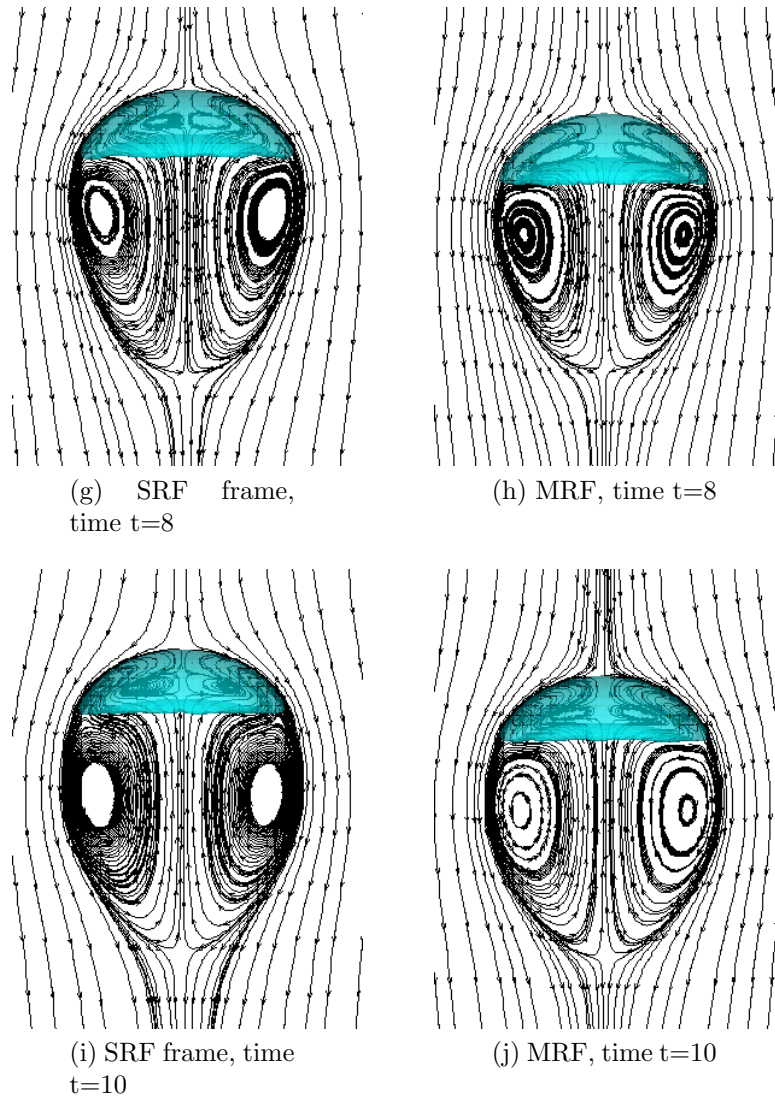 (g) SRF frame,
time t=8
(h) MRF, time t=8
(i) SRF frame, time
t=10
(j) MRF, time t=10